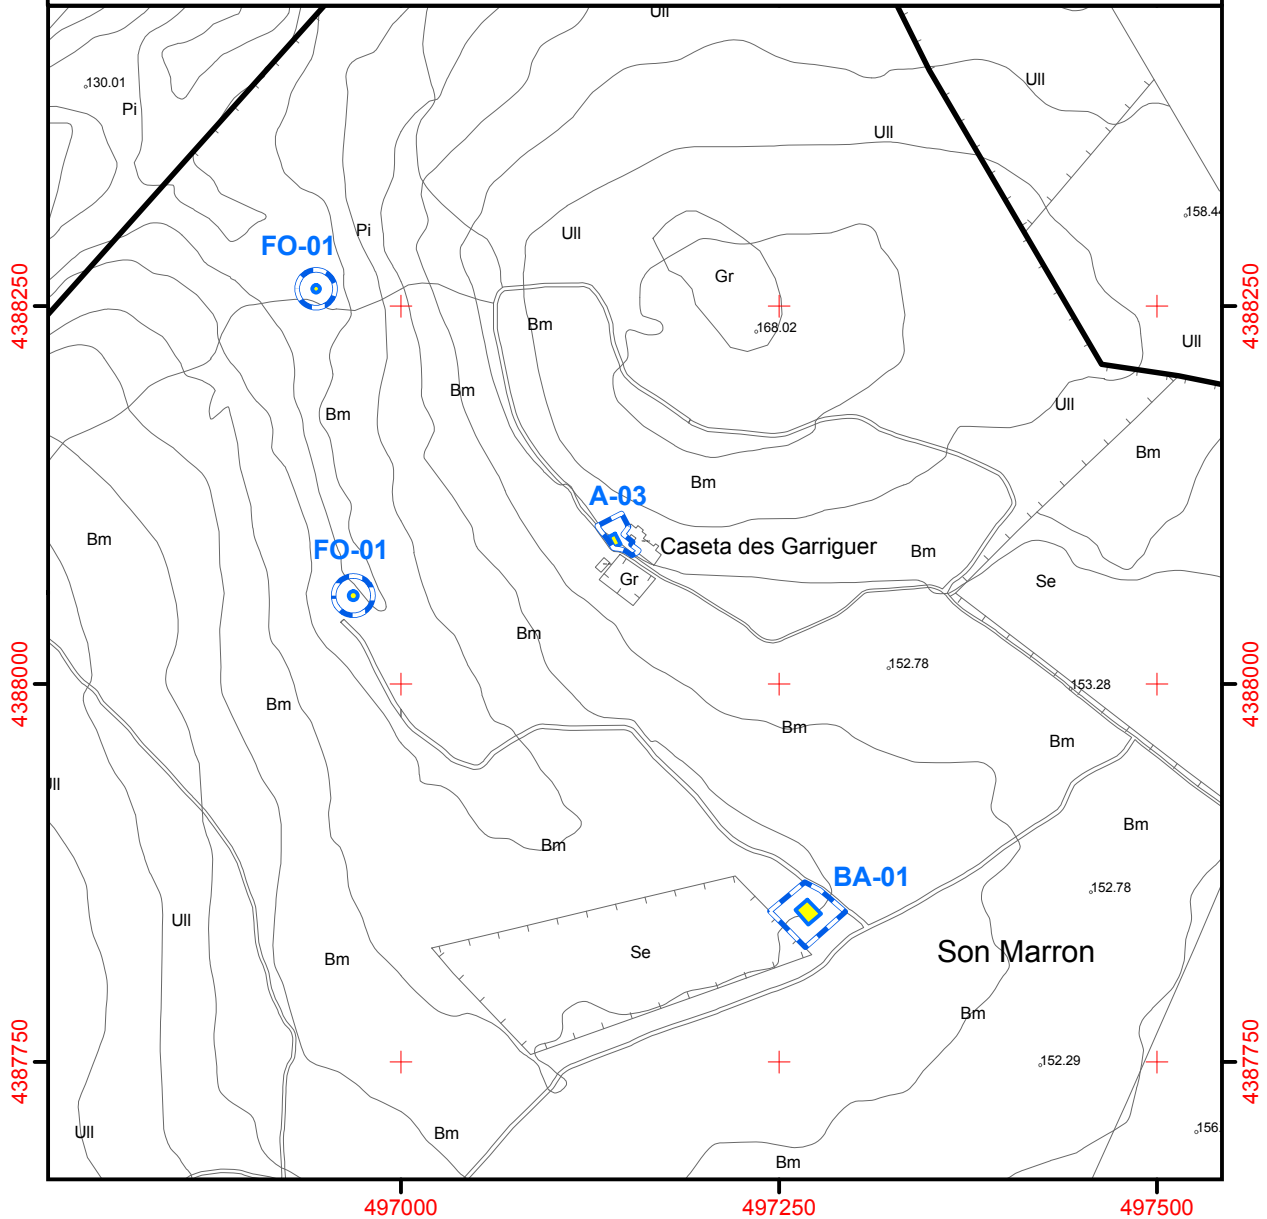 Ull
130.01
Pi
Ull
Ull
158.44
Pi
Ull
FO-01
Gr
4388250
4388250
Bm
168.02
Ull
Bm
Bm
Ull
Bm
Bm
A-03
Bm
FO-01
Caseta des Garriguer
Bm
Gr
Se
Bm
152.78
4388000
4388000
153.28
Bm
Bm
Bm
Ull
Bm
Bm
BA-01
152.78
Ull
Se
Son Marron
Bm
Bm
4387750
4387750
152.29
156.
Ull
Bm
Bm
497000
497250
497500